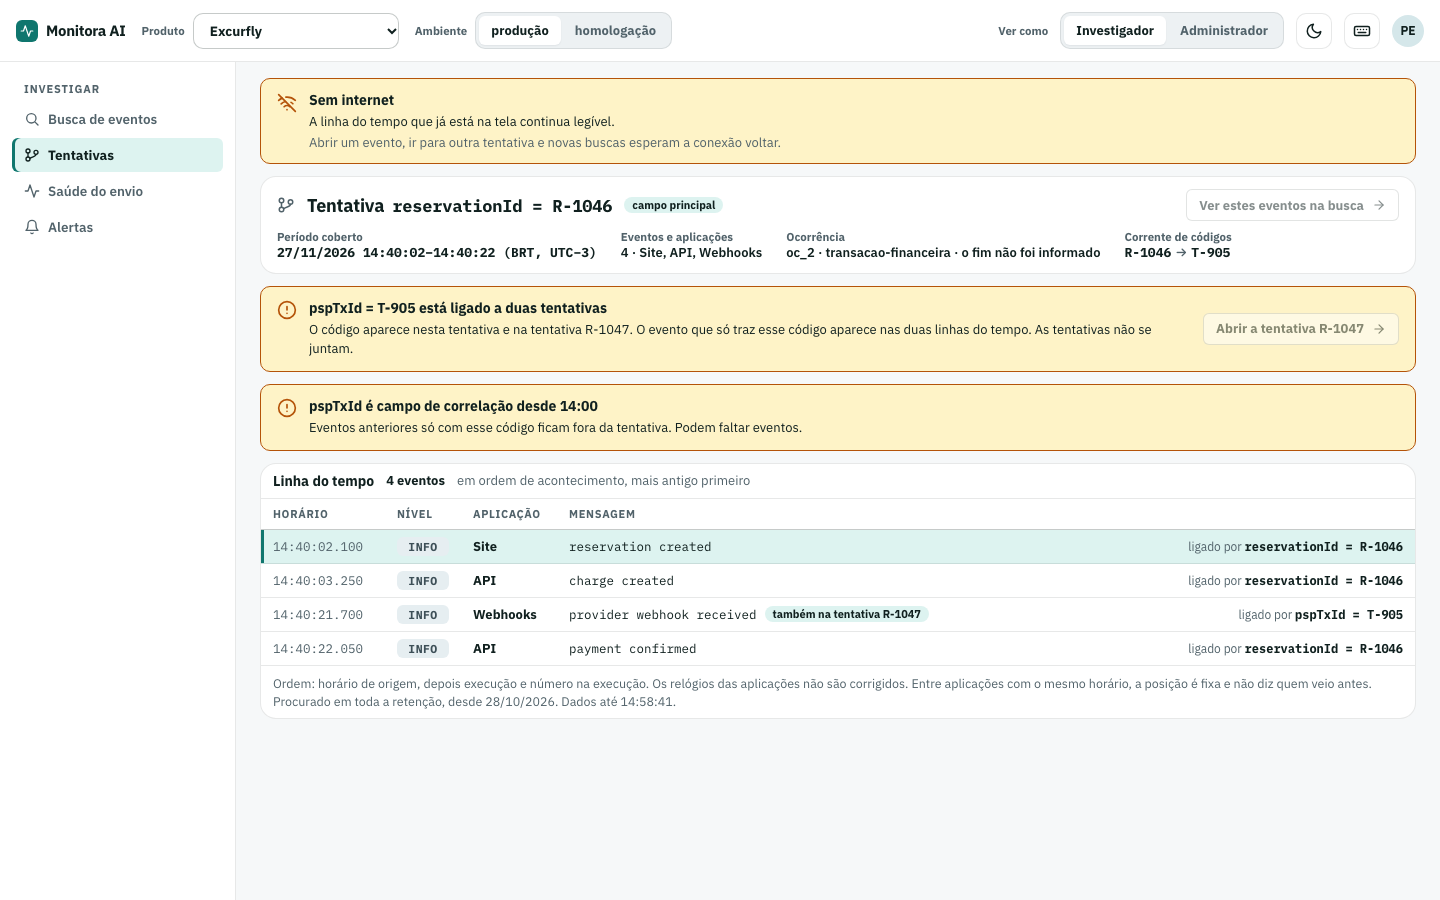 Monitora AI
Produto
Excurfly
Ambiente
produção
homologação
Ver como
Investigador
Administrador
PE
INVESTIGAR
Busca de eventos
Tentativas
Saúde do envio
Alertas
Sem internet
A linha do tempo que já está na tela continua legível.
Abrir um evento, ir para outra tentativa e novas buscas esperam a conexão voltar.
Tentativa reservationId = R-1046 campo principal
Ver estes eventos na busca →
Período coberto
27/11/2026 14:40:02–14:40:22 (BRT, UTC−3)
Eventos e aplicações
4 · Site, API, Webhooks
Ocorrência
oc_2 · transacao-financeira · o fim não foi informado
Corrente de códigos
R-1046 → T-905
pspTxId = T-905 está ligado a duas tentativas
O código aparece nesta tentativa e na tentativa R-1047. O evento que só traz esse código aparece nas duas linhas do tempo. As tentativas não se
juntam.
Abrir a tentativa R-1047 →
pspTxId é campo de correlação desde 14:00
Eventos anteriores só com esse código ficam fora da tentativa. Podem faltar eventos.
Linha do tempo 4 eventos em ordem de acontecimento, mais antigo primeiro
HORÁRIO NÍVEL APLICAÇÃO MENSAGEM
14:40:02.100 INFO Site reservation created ligado por reservationId = R-1046
14:40:03.250 INFO API charge created ligado por reservationId = R-1046
14:40:21.700 INFO Webhooks provider webhook received também na tentativa R-1047 ligado por pspTxId = T-905
14:40:22.050 INFO API payment confirmed ligado por reservationId = R-1046
Ordem: horário de origem, depois execução e número na execução. Os relógios das aplicações não são corrigidos. Entre aplicações com o mesmo horário, a posição é fixa e não diz quem veio antes.
Procurado em toda a retenção, desde 28/10/2026. Dados até 14:58:41.